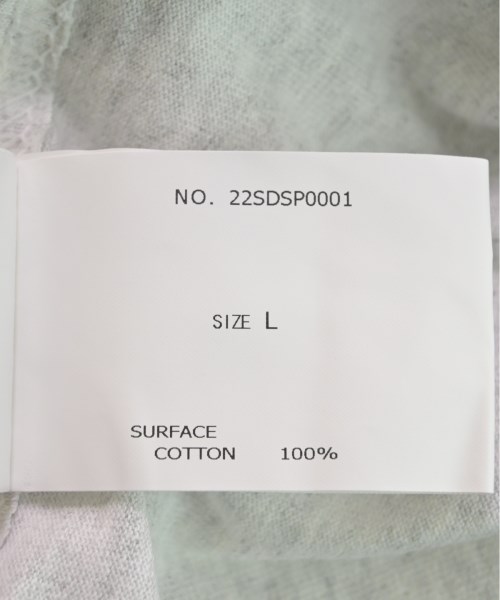 NO. 22SDSP0001
SIZE L
SURFACE
COTTON 100%